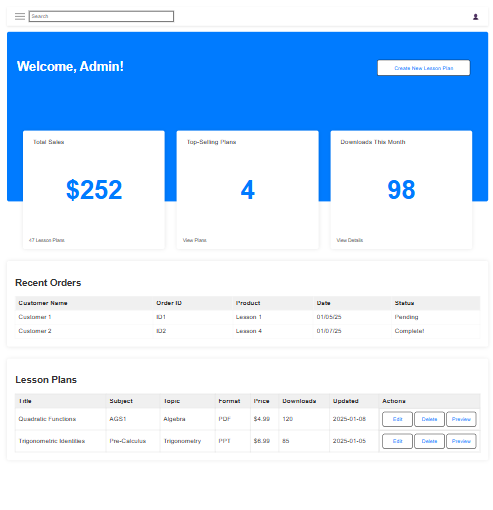 Search
Welcome, Admin!
Create New Lesson Plan
Total Sales
$252
47 Lesson Plans
Top-Selling Plans
4
View Plans
Downloads This Month
98
View Details
Recent Orders
Customer Name Order ID Product Date Status
Customer 1 ID1 Lesson 1 01/05/25 Pending
Customer 2 ID2 Lesson 4 01/07/25 Complete!
Lesson Plans
Title Subject Topic Format Price Downloads Updated Actions
Quadratic Functions AGS1 Algebra PDF $4.99 120 2025-01-08 Edit Delete Preview
Trigonometric Identities Pre-Calculus Trigonometry PPT $6.99 85 2025-01-05 Edit Delete Preview